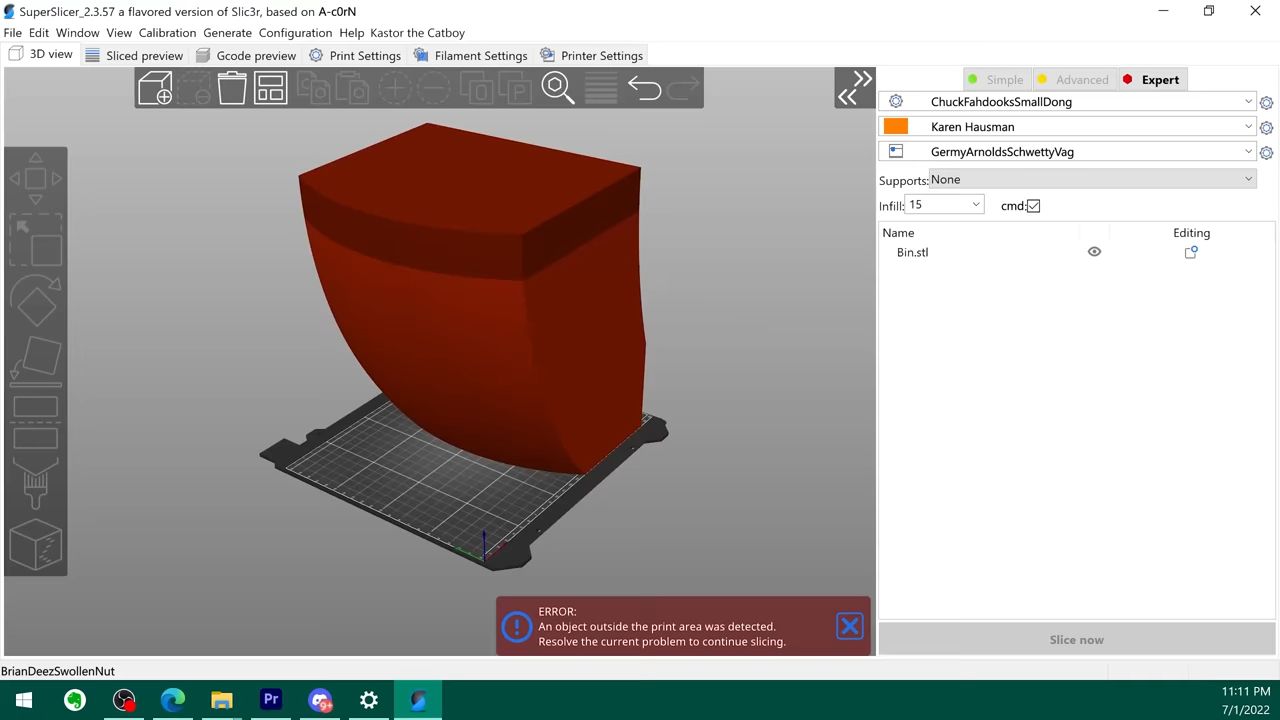 SuperSlicer_2.3.57 a flavored version of Slic3r, based on A-c0rN
File Edit Window View Calibration Generate Configuration Help Kastor the Catboy
3D view Sliced preview Gcode preview Print Settings Filament Settings Printer Settings
Simple Advanced Expert
ChuckFahdooksSmallDong
Karen Hausman
GermyArnoldsSchwettyVag
Supports: None
Infill: 15 cmd:
Name Editing
Bin.stl
ERROR:
An object outside the print area was detected.
Resolve the current problem to continue slicing.
Slice now
BrianDeezSwollenNut
Pr
9+
11:11 PM
7/1/2022